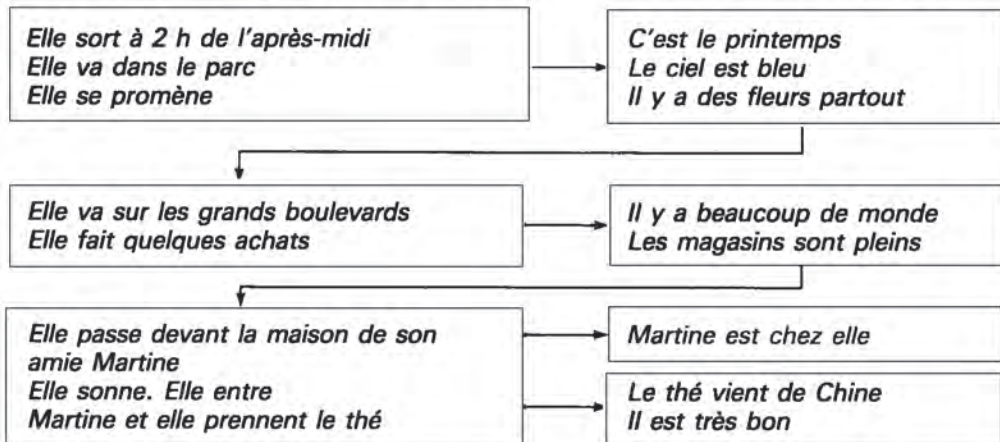 Elle sort à 2 h de l'après-midi
Elle va dans le parc
Elle se promène
C'est le printemps
Le ciel est bleu
Il y a des fleurs partout
Elle va sur les grands boulevards
Elle fait quelques achats
Il y a beaucoup de monde
Les magasins sont pleins
Elle passe devant la maison de son
amie Martine
Elle sonne. Elle entre
Martine et elle prennent le thé
Martine est chez elle
Le thé vient de Chine
Il est très bon